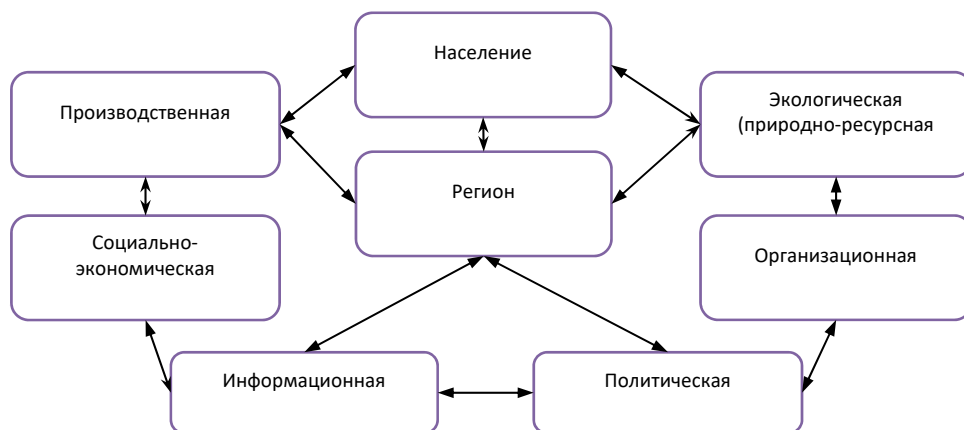 Население
Производственная
Экологическая
(природно-ресурсная
Регион
Социально-
экономическая
Организационная
Информационная
Политическая